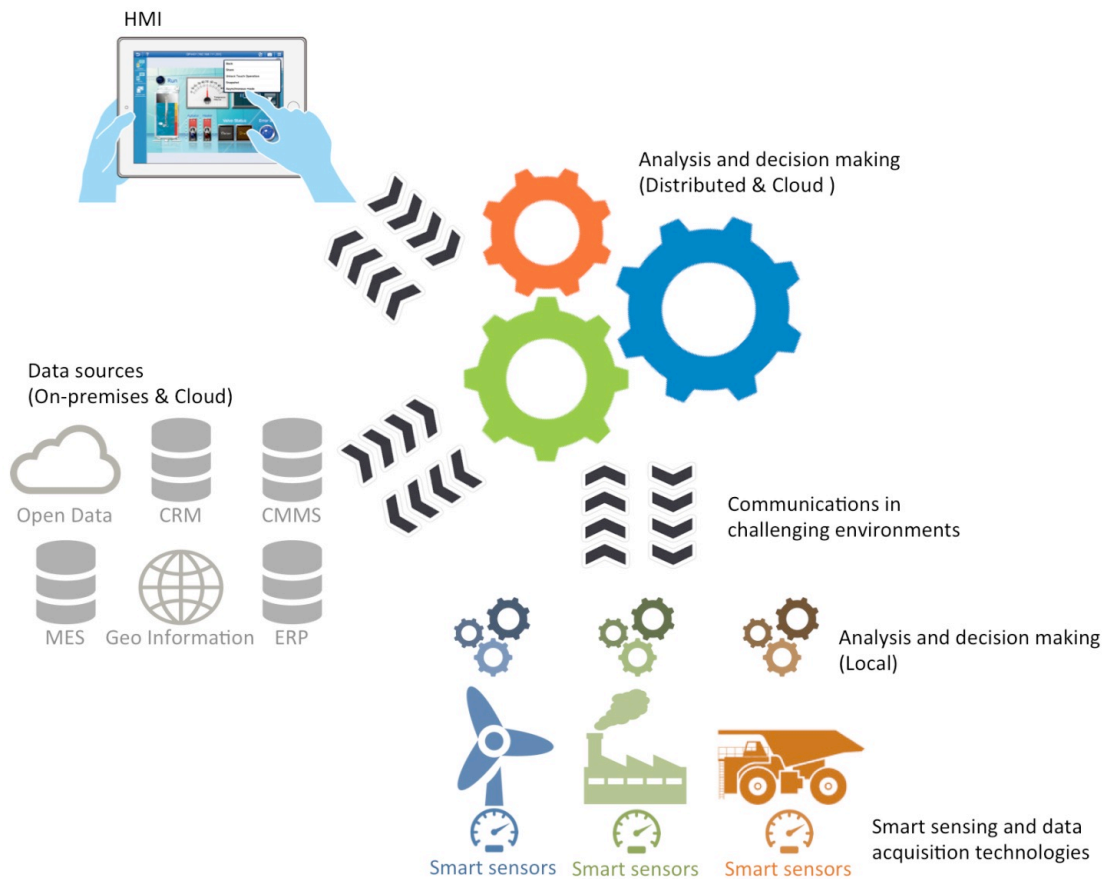 HMI
Analysis and decision making
(Distributed & Cloud )
Data sources
(On-premises & Cloud)
Open Data
CRM
CMMS
MES
Geo Information
ERP
Communications in
challenging environments
Analysis and decision making
(Local)
Smart sensing and data
acquisition technologies
Smart sensors
Smart sensors
Smart sensors